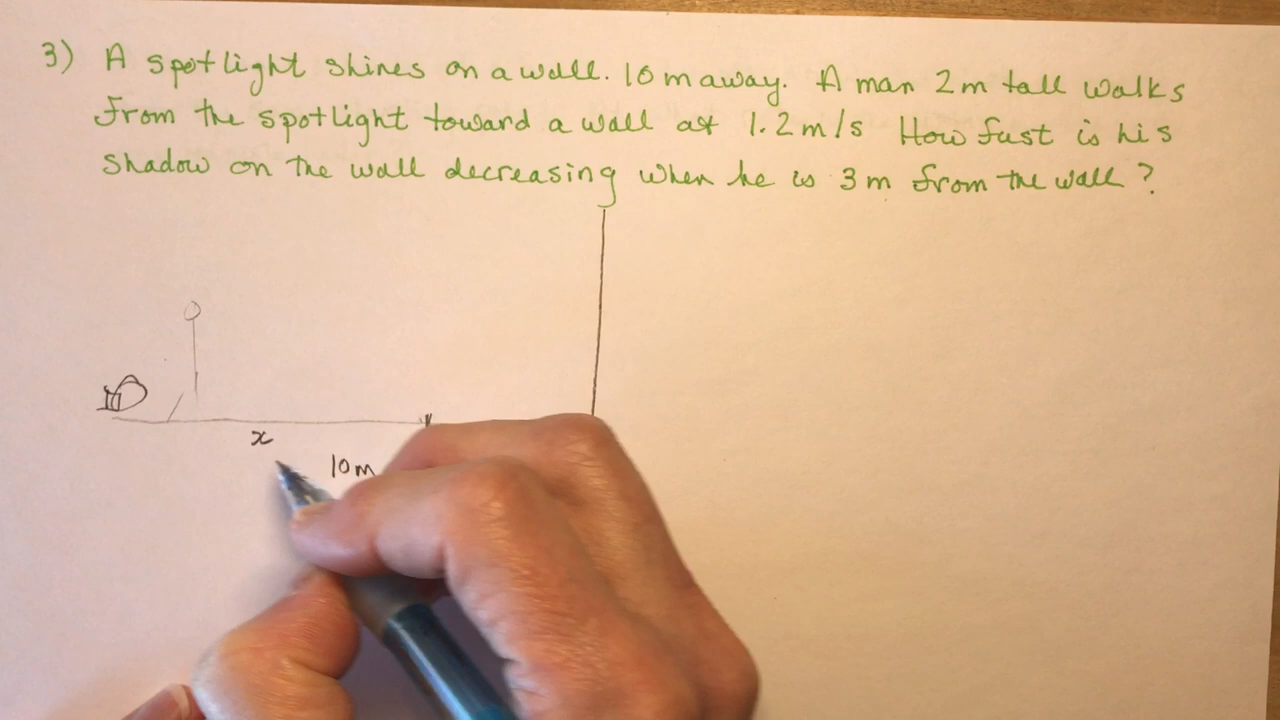 3) A spotlight shines on a wall. 10 m away. A man 2m tall walks
from the spotlight toward a wall at 1.2 m/s How fast is his
shadow on the wall decreasing when he is 3 m from the wall?
x
10m